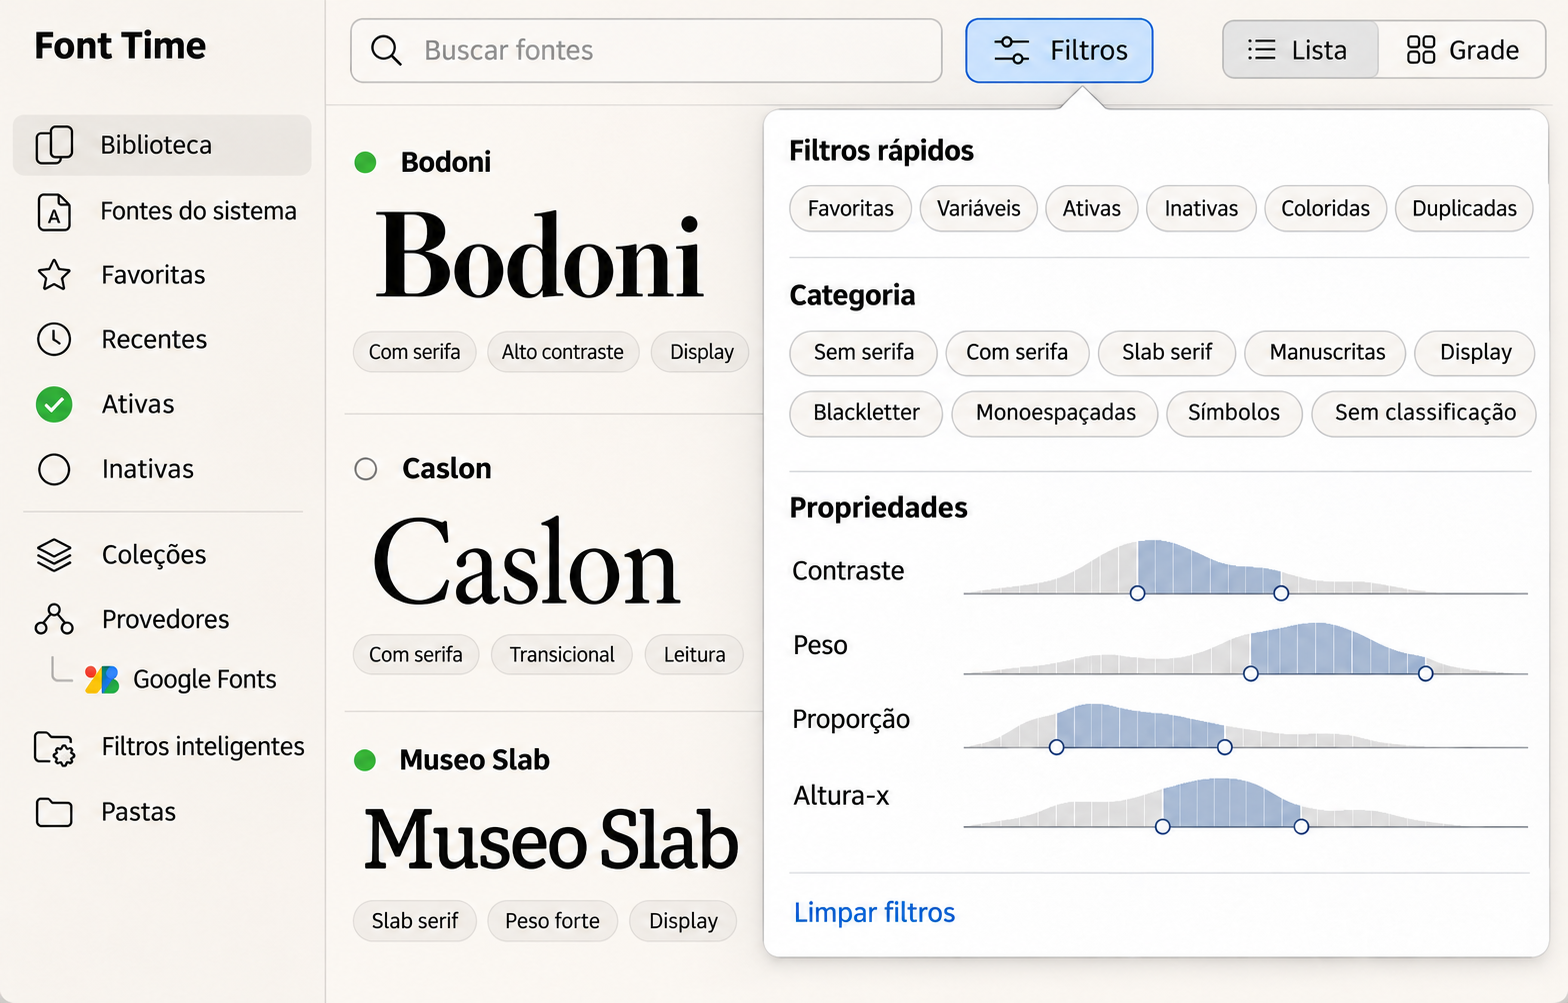 Font Time
Buscar fontes
Filtros
Lista
Grade
Biblioteca
Fontes do sistema
Favoritas
Recentes
Ativas
Inativas
Coleções
Provedores
Google Fonts
Filtros inteligentes
Pastas
Bodoni
Bodoni
Com serifa Alto contraste Display
Caslon
Caslon
Com serifa Transicional Leitura
Museo Slab
Museo Slab
Slab serif Peso forte Display
Filtros rápidos
Favoritas Variáveis Ativas Inativas Coloridas Duplicadas
Categoria
Sem serifa Com serifa Slab serif Manuscritas Display
Blackletter Monoespaçadas Símbolos Sem classificação
Propriedades
Contraste
Peso
Proporção
Altura-x
Limpar filtros